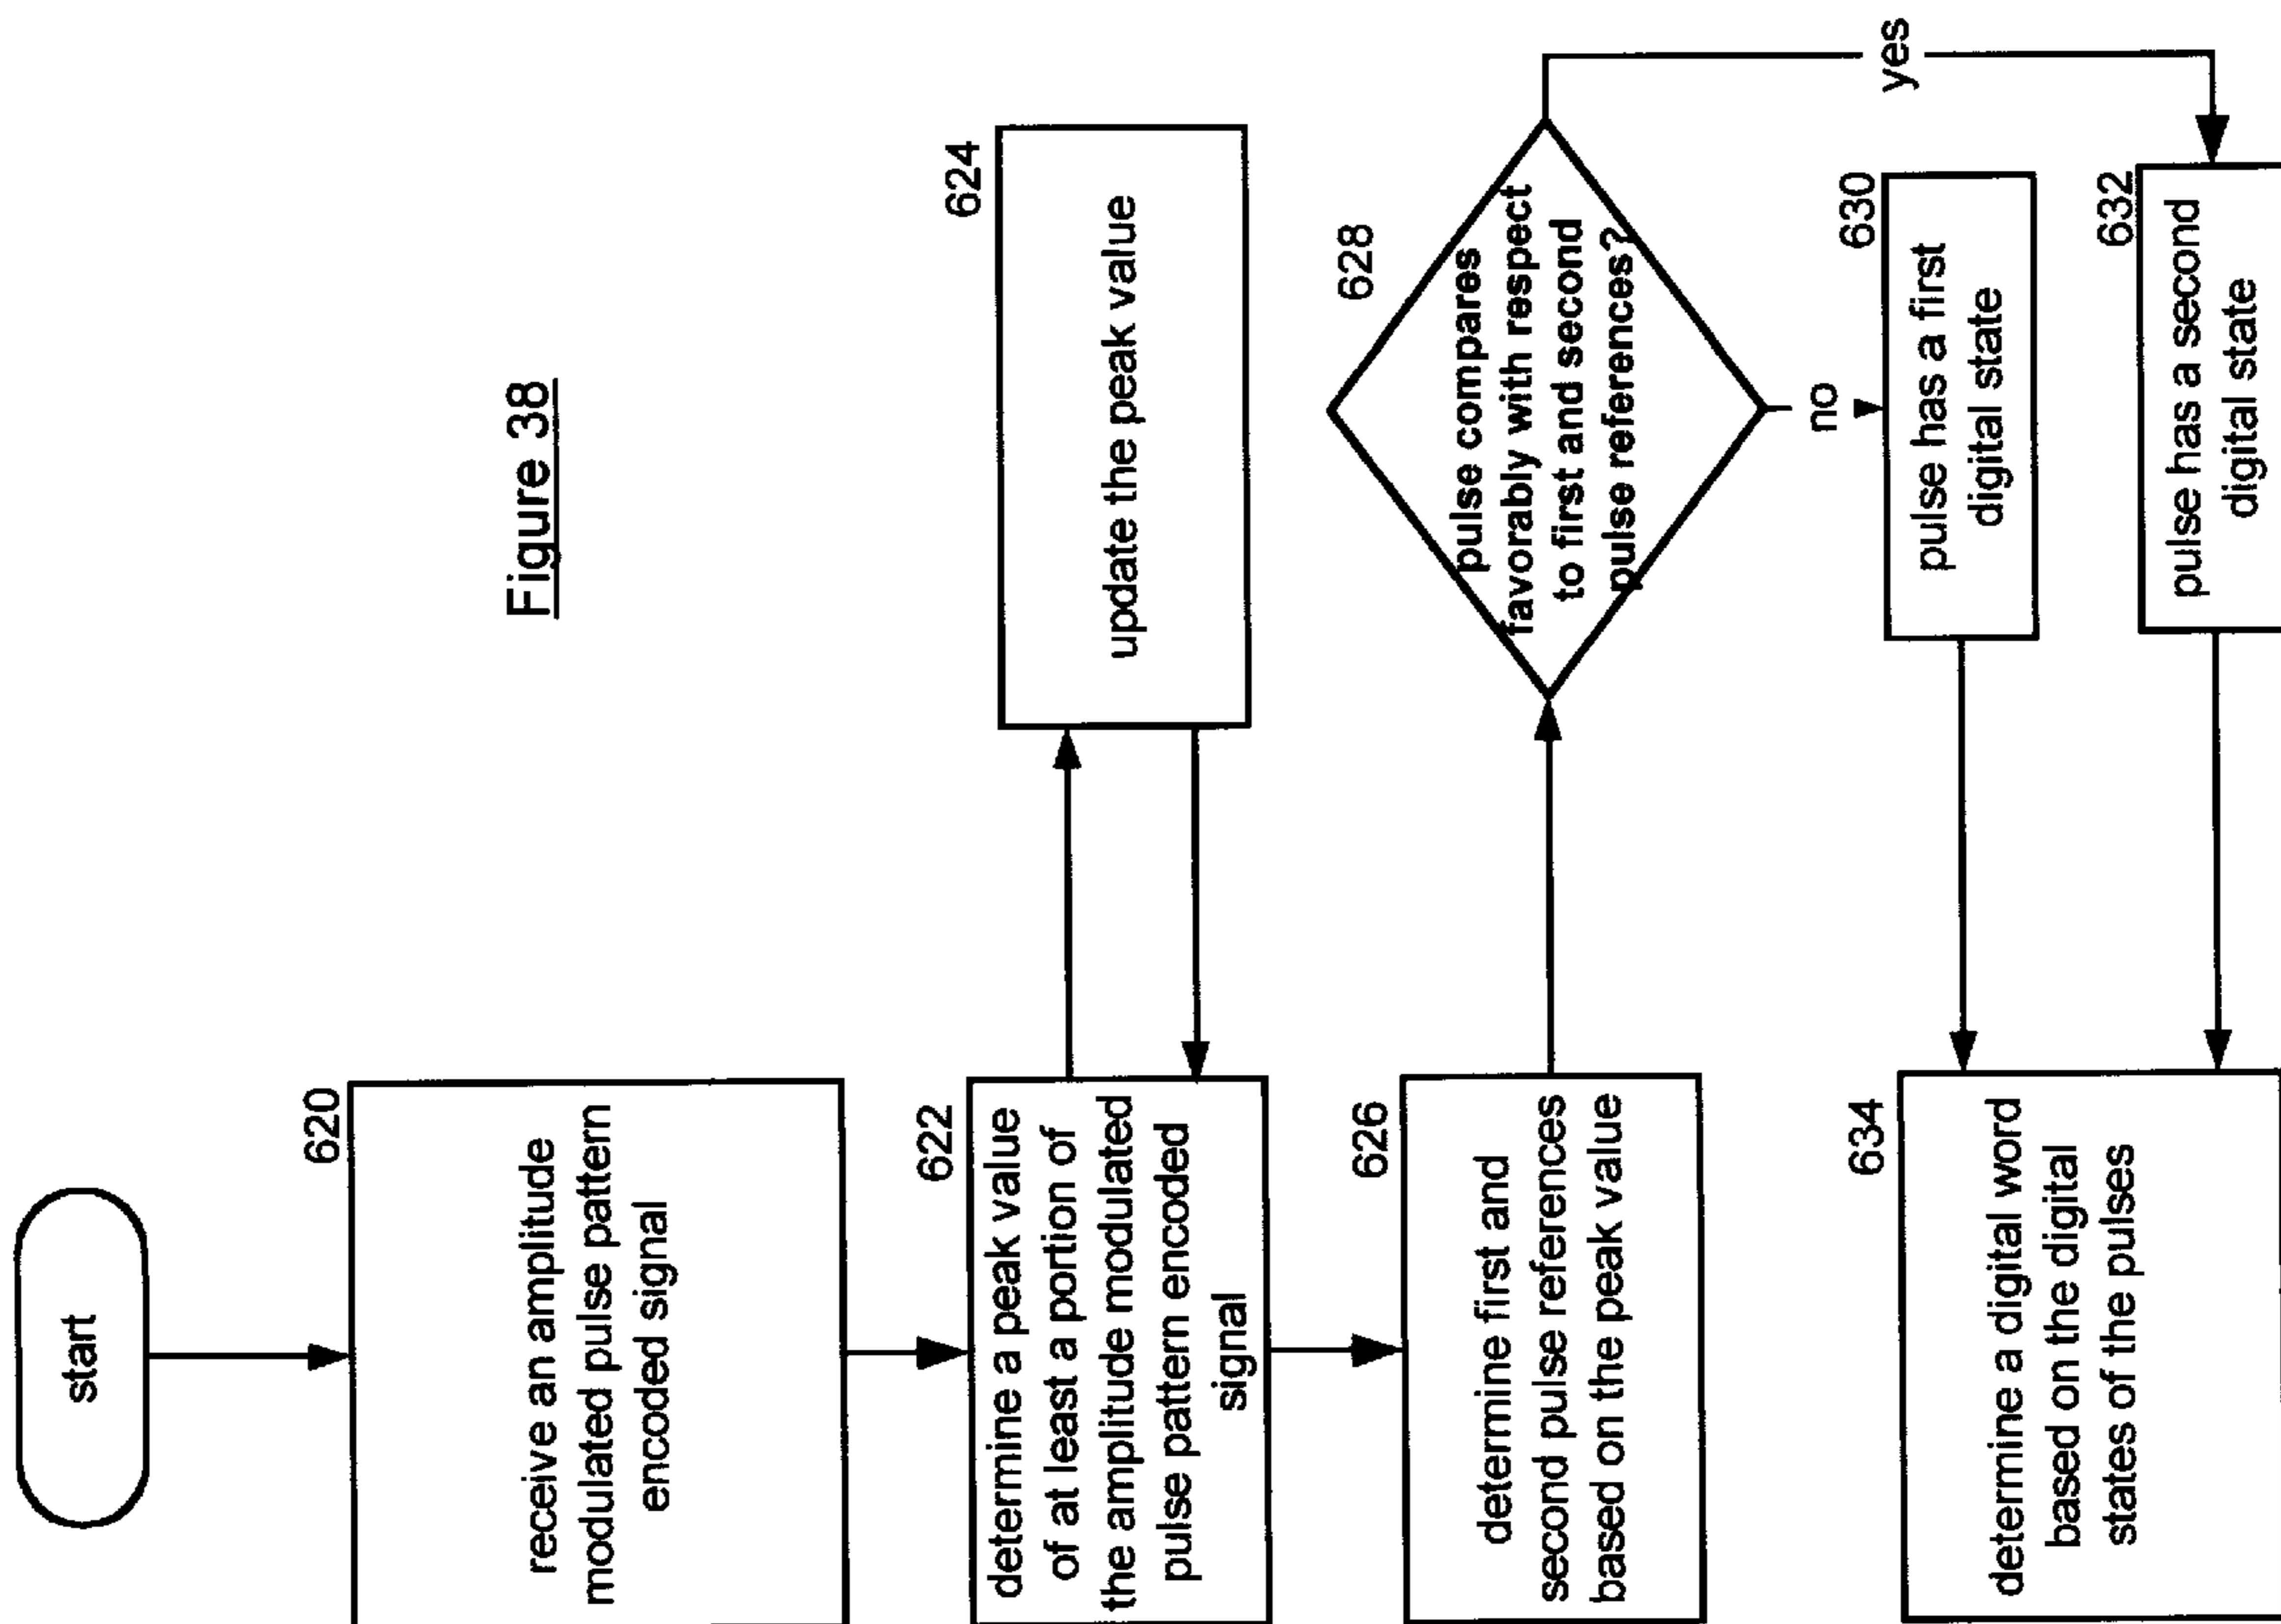 Figure 38
start
620
receive an amplitude
modulated pulse pattern
encoded signal
622
determine a peak value
of at least a portion of
the amplitude modulated
pulse pattern encoded
signal
624
update the peak value
626
determine first and
second pulse references
based on the peak value
628
pulse compares
favorably with respect
to first and second
pulse references?
no
yes
630
pulse has a first
digital state
632
pulse has a second
digital state
634
determine a digital word
based on the digital
states of the pulses